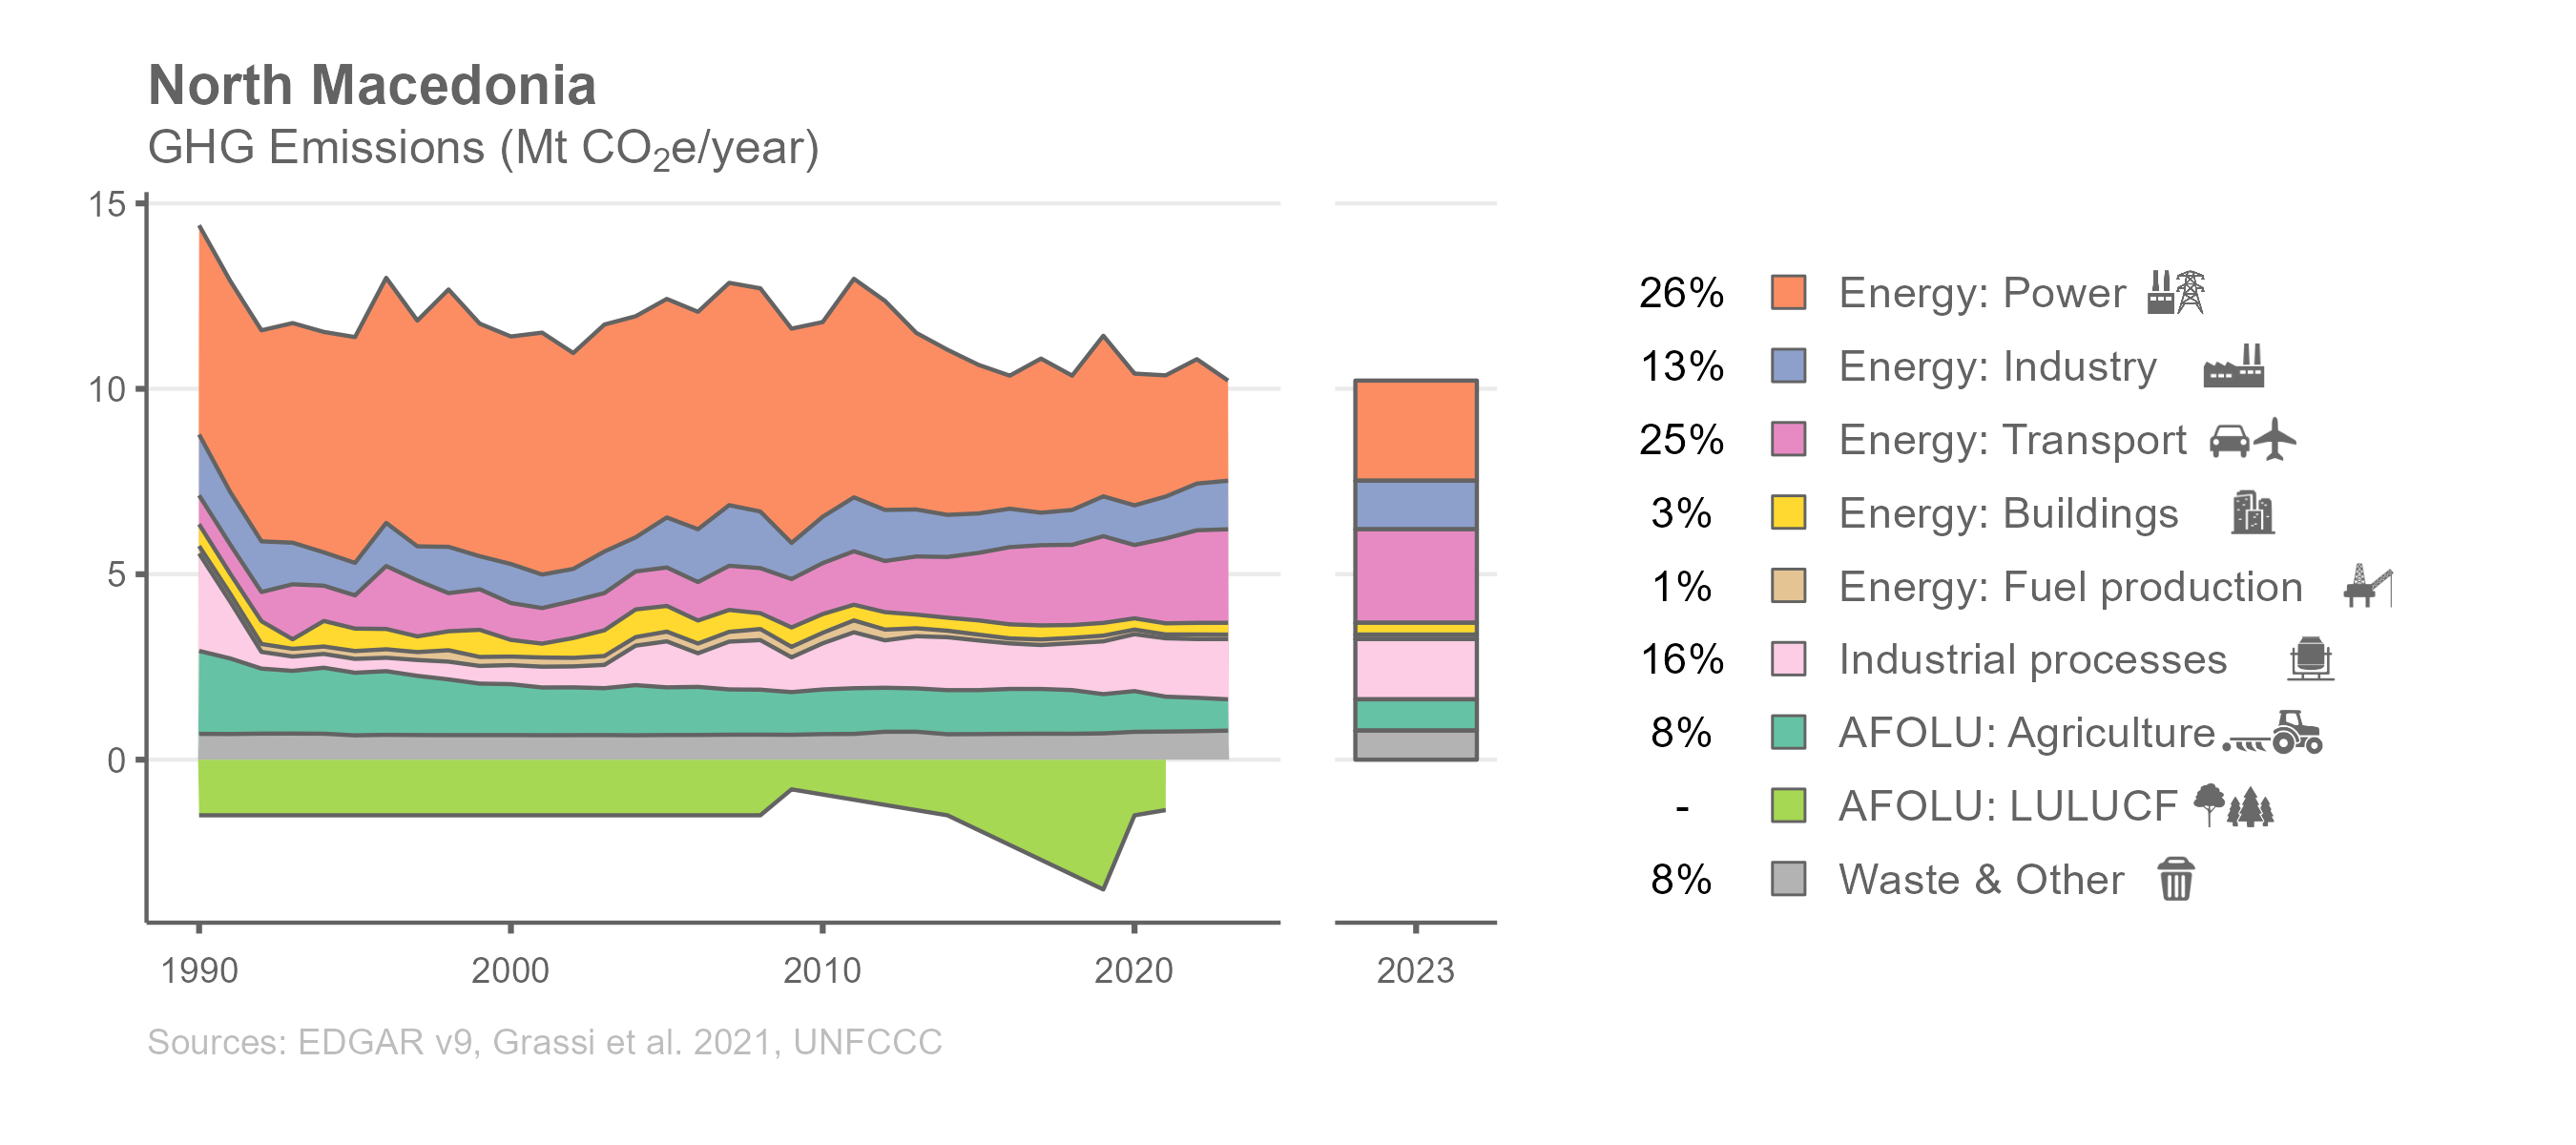 North Macedonia
GHG Emissions (Mt CO₂e/year)
15
10
5
0
1990
2000
2010
2020
2023
26% Energy: Power
13% Energy: Industry
25% Energy: Transport
3% Energy: Buildings
1% Energy: Fuel production
16% Industrial processes
8% AFOLU: Agriculture
- AFOLU: LULUCF
8% Waste & Other
Sources: EDGAR v9, Grassi et al. 2021, UNFCCC